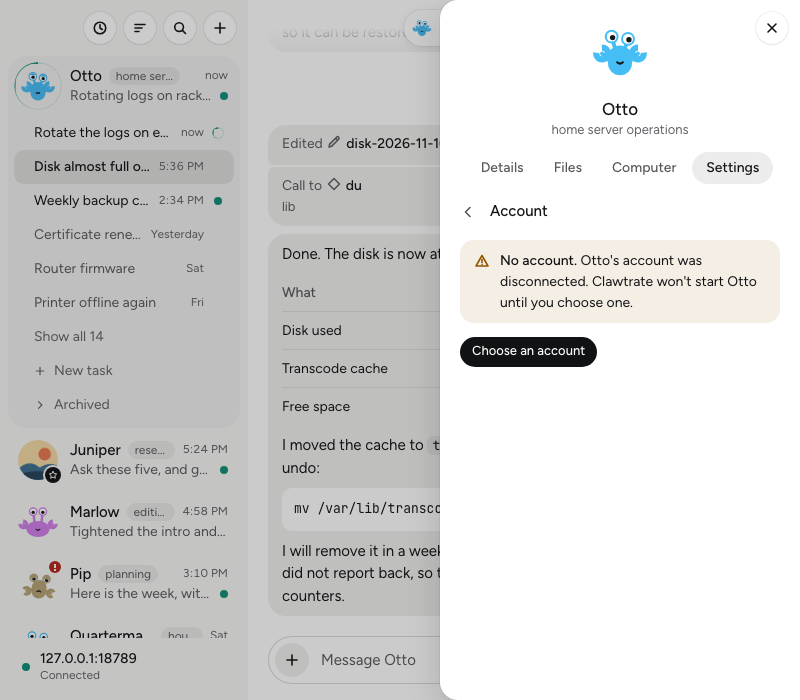 Otto
home ser...
now
Rotating logs on rack...
Rotate the logs on e...
now
Disk almost full o...
5:36 PM
Weekly backup c...
2:34 PM
Certificate rene...
Yesterday
Router firmware
Sat
Printer offline again
Fri
Show all 14
New task
Archived
Juniper
rese...
5:24 PM
Ask these five, and g...
Marlow
editi...
4:58 PM
Tightened the intro and...
Pip
planning
3:10 PM
Here is the week, wit...
Quarterma
hou...
Sat
127.0.0.1:18789
Connected
so it can be restor
Edited
disk-2026-11-1
Call to
du
lib
Done. The disk is now at
What
Disk used
Transcode cache
Free space
I moved the cache to t
undo:
mv /var/lib/transco
I will remove it in a week
did not report back, so t
counters.
Message Otto
Otto
home server operations
Details
Files
Computer
Settings
Account
No account. Otto's account was
disconnected. Clawtrate won't start Otto
until you choose one.
Choose an account